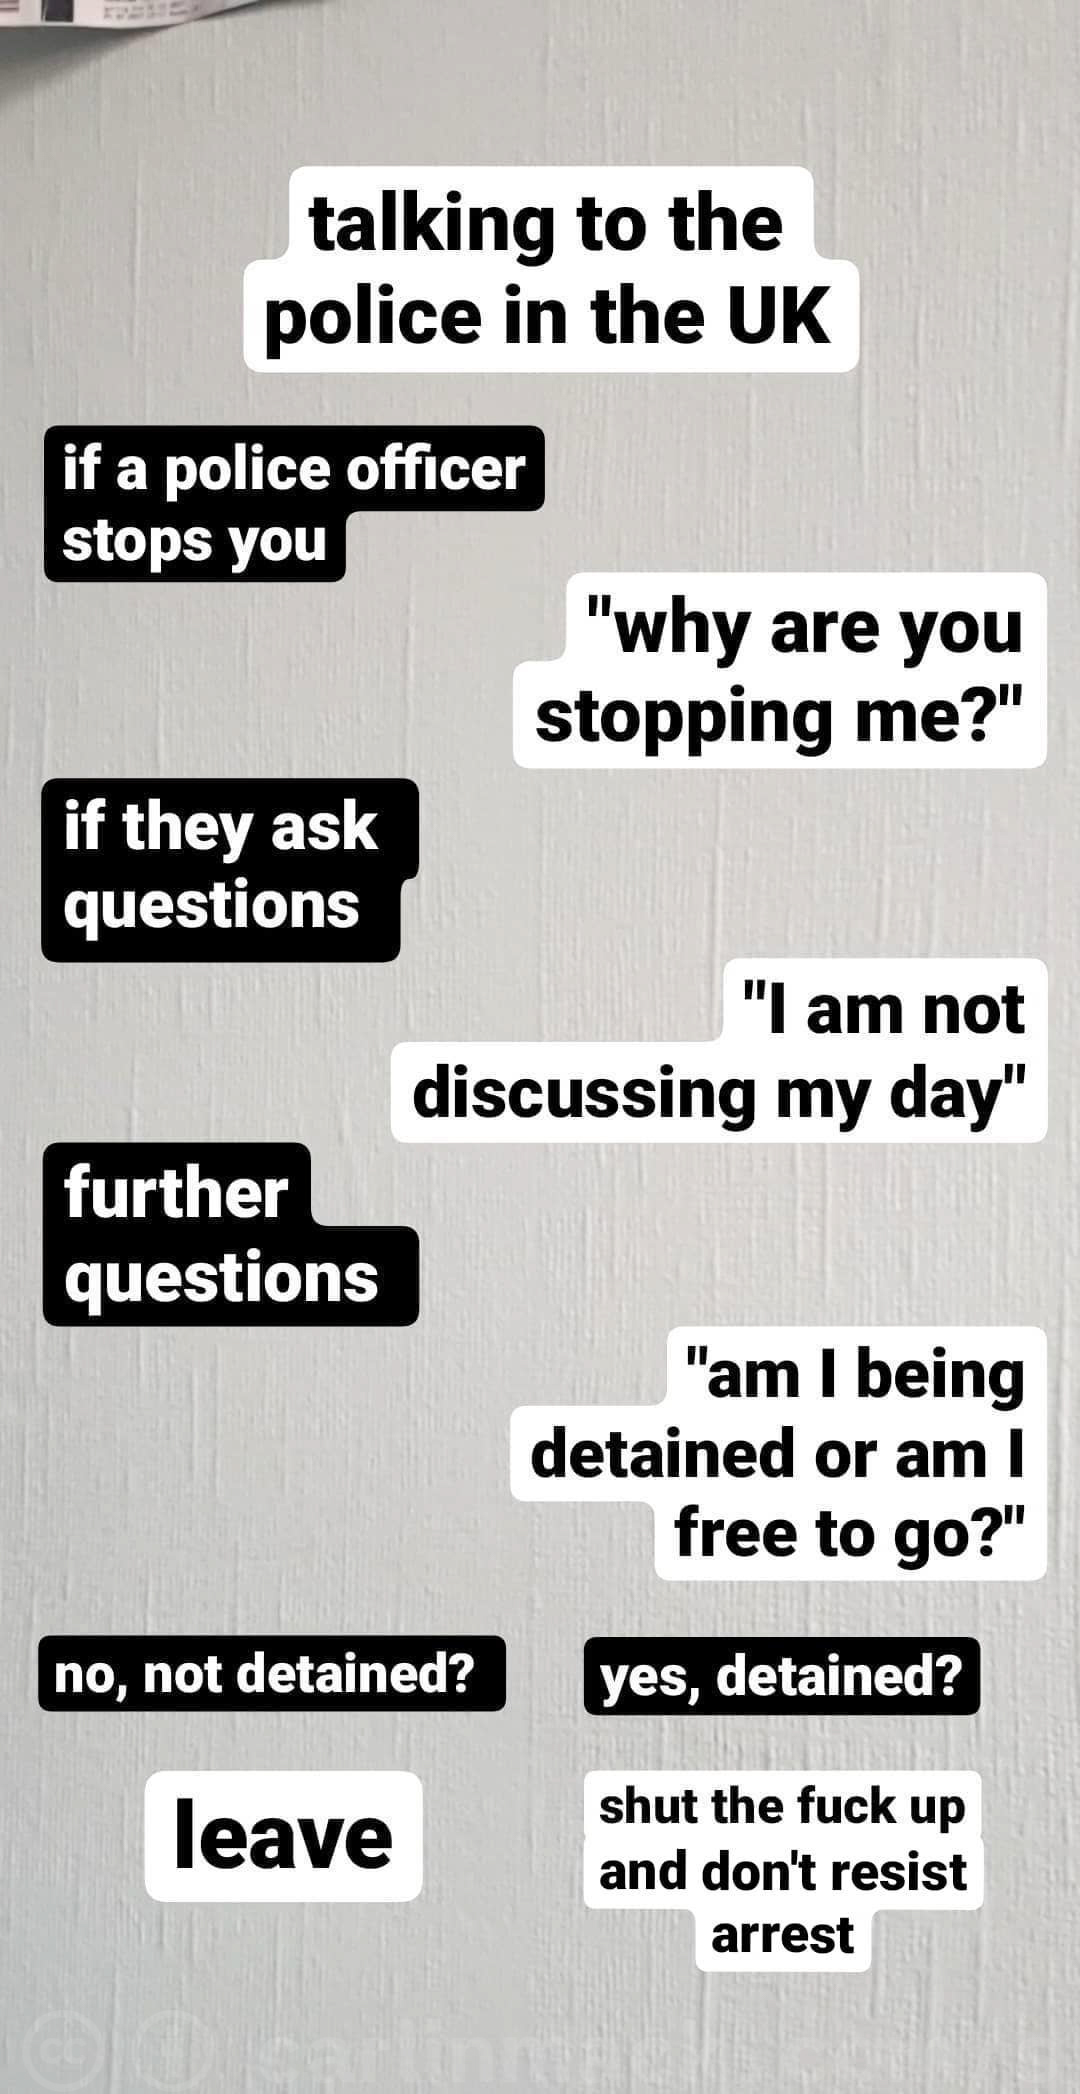 talking to the
police in the UK
if a police officer
stops you
"why are you
stopping me?"
if they ask
questions
"I am not
discussing my day"
further
questions
"am I being
detained or am I
free to go?"
no, not detained?
yes, detained?
leave
shut the fuck up
and don't resist
arrest